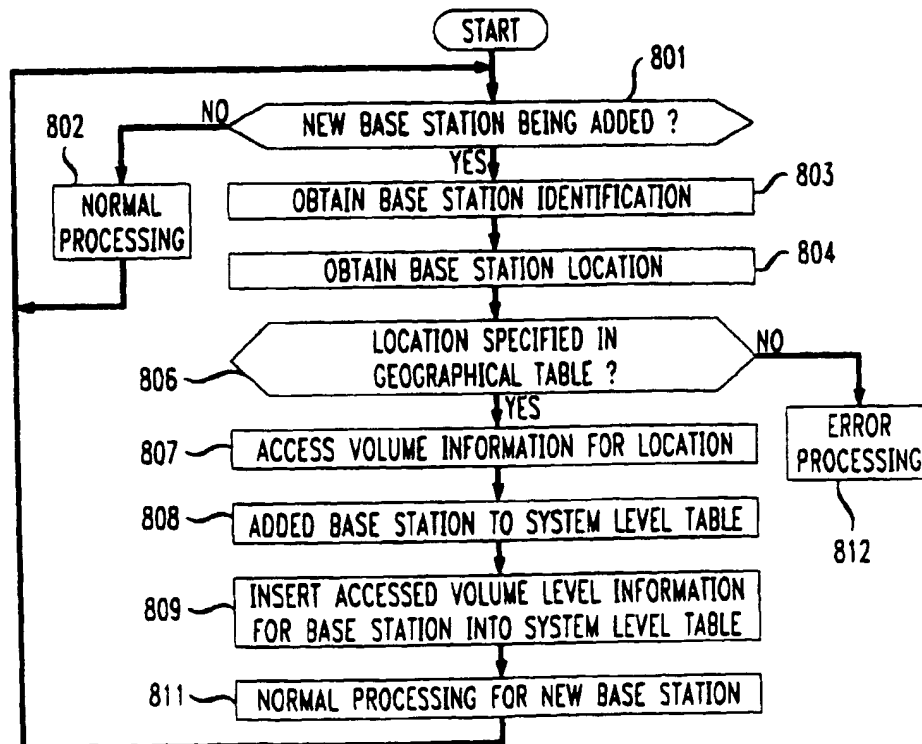 START
801
NEW BASE STATION BEING ADDED ?
NO
YES
802
NORMAL
PROCESSING
803
OBTAIN BASE STATION IDENTIFICATION
804
OBTAIN BASE STATION LOCATION
806
LOCATION SPECIFIED IN
GEOGRAPHICAL TABLE ?
NO
YES
807
ACCESS VOLUME INFORMATION FOR LOCATION
ERROR
PROCESSING
812
808
ADDED BASE STATION TO SYSTEM LEVEL TABLE
809
INSERT ACCESSED VOLUME LEVEL INFORMATION
FOR BASE STATION INTO SYSTEM LEVEL TABLE
811
NORMAL PROCESSING FOR NEW BASE STATION